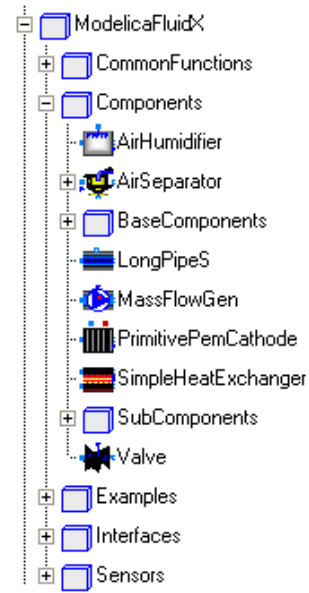 ModelicaFluidX
CommonFunctions
Components
AirHumidifier
AirSeparator
BaseComponents
LongPipeS
MassFlowGen
PrimitivePemCathode
SimpleHeatExchanger
SubComponents
Valve
Examples
Interfaces
Sensors